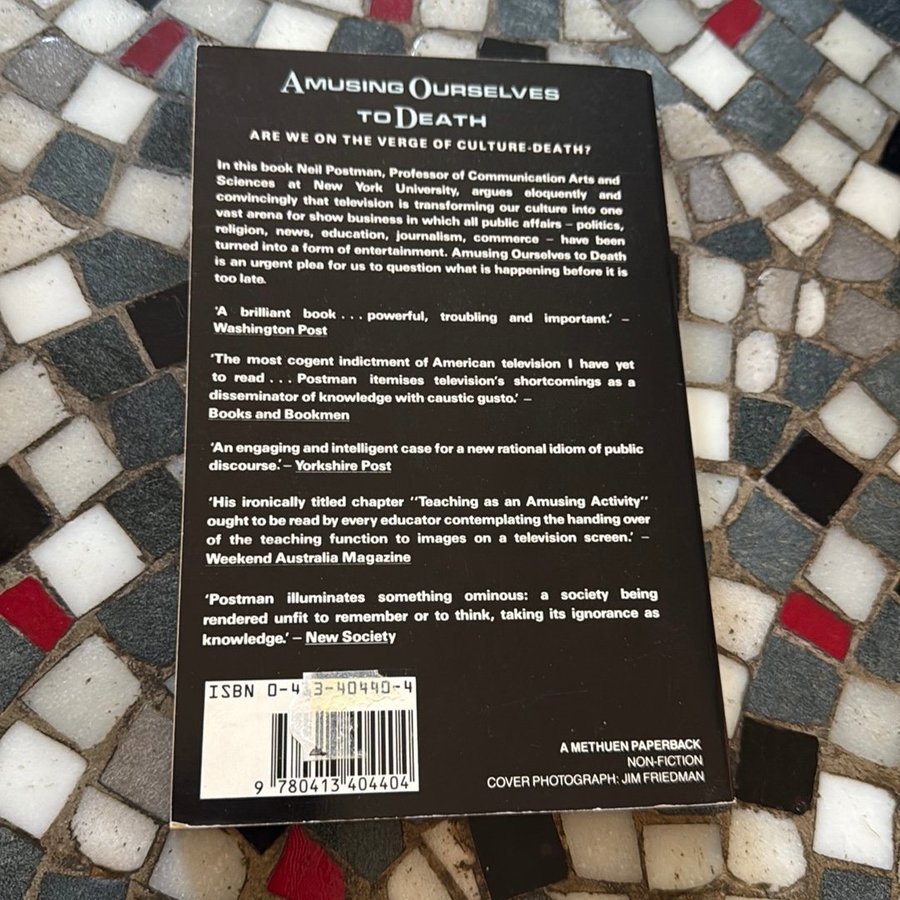 AMUSING OURSELVES
TO DEATH
ARE WE ON THE VERGE OF CULTURE-DEATH?
In this book Neil Postman, Professor of Communication Arts and
Sciences at New York University, argues eloquently and
convincingly that television is transforming our culture into one
vast arena for show business in which all public affairs – politics,
religion, news, education, journalism, commerce – have been
turned into a form of entertainment. Amusing Ourselves to Death
is an urgent plea for us to question what is happening before it is
too late.
'A brilliant book . . . powerful, troubling and important.' –
Washington Post
'The most cogent indictment of American television I have yet
to read . . . Postman itemises television's shortcomings as a
disseminator of knowledge with caustic gusto.' –
Books and Bookmen
'An engaging and intelligent case for a new rational idiom of public
discourse.' – Yorkshire Post
'His ironically titled chapter "Teaching as an Amusing Activity"
ought to be read by every educator contemplating the handing over
of the teaching function to images on a television screen.' –
Weekend Australia Magazine
'Postman illuminates something ominous: a society being
rendered unfit to remember or to think, taking its ignorance as
knowledge.' – New Society
ISBN 0-413-40440-4
9 780413 404404
A METHUEN PAPERBACK
NON-FICTION
COVER PHOTOGRAPH: JIM FRIEDMAN